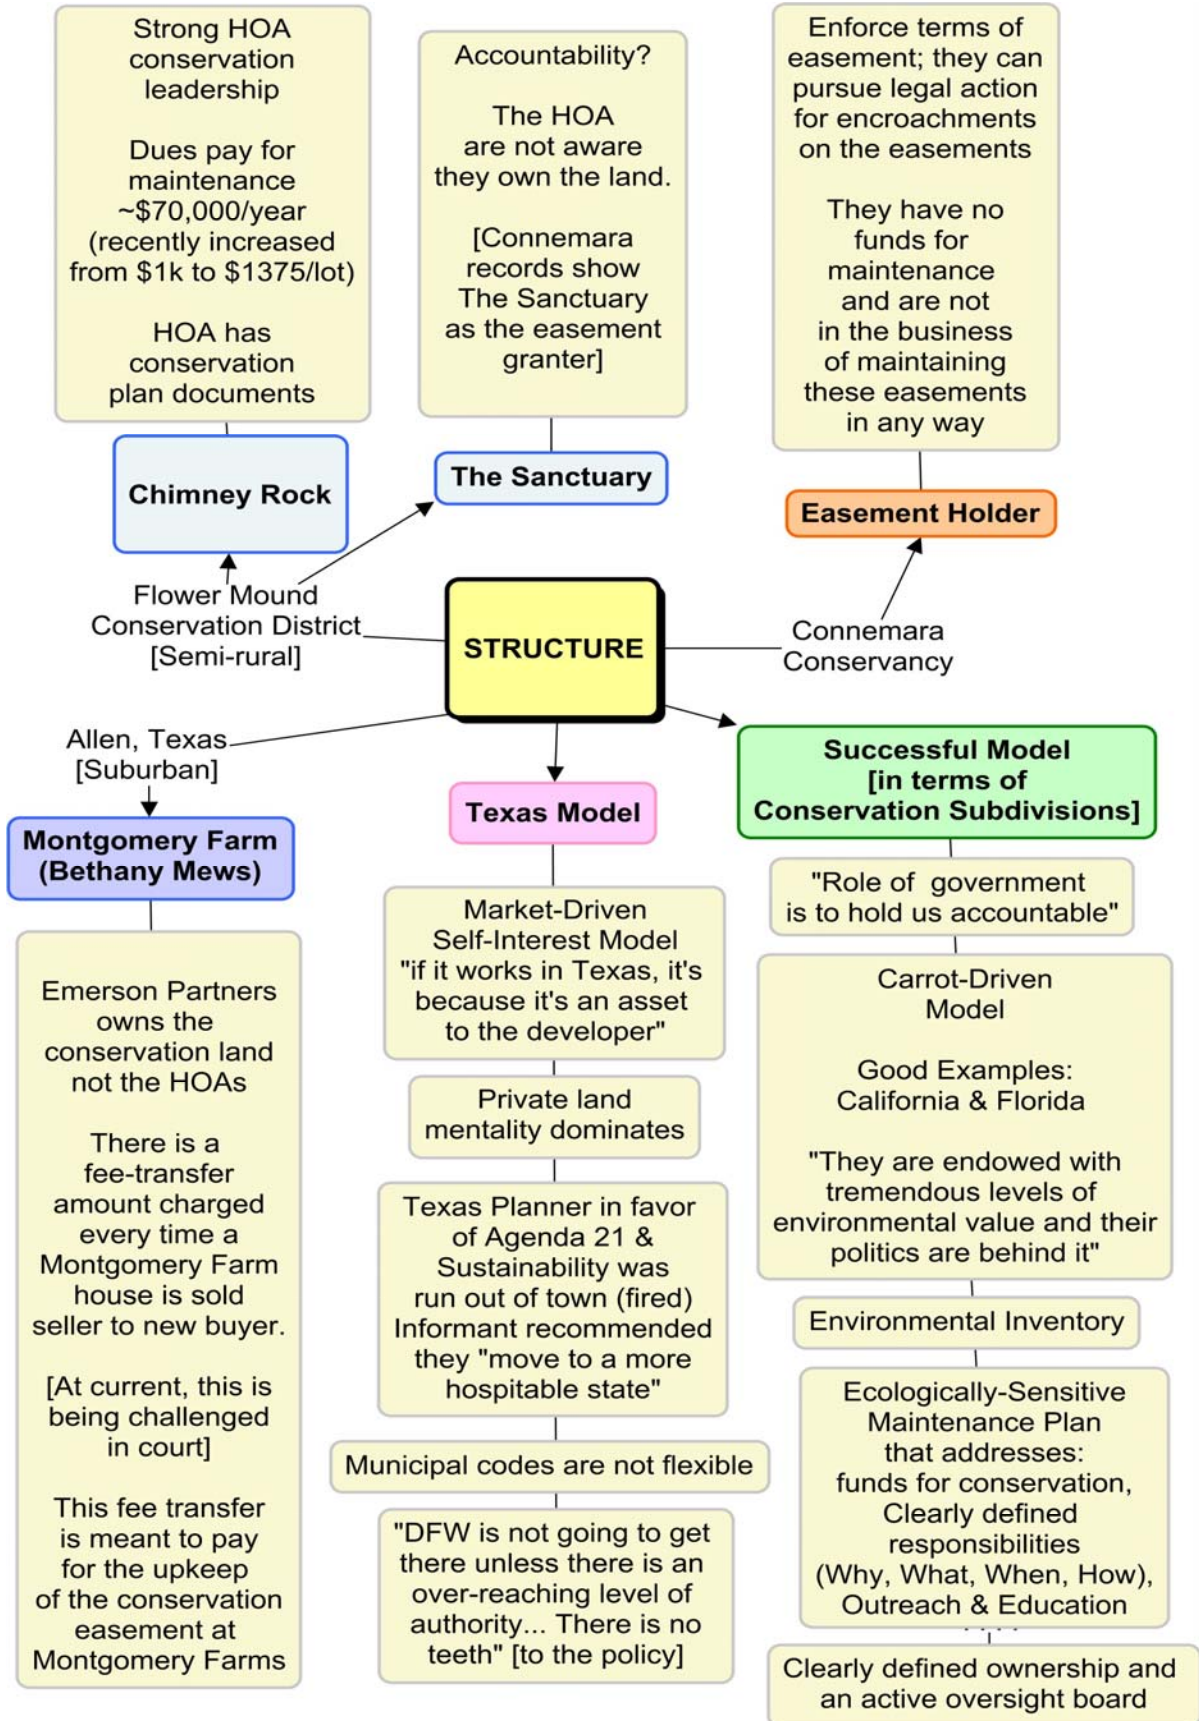 Strong HOA
conservation
leadership
Dues pay for
maintenance
~$70,000/year
(recently increased
from $1k to $1375/lot)
HOA has
conservation
plan documents
Accountability?
The HOA
are not aware
they own the land.
[Connemara
records show
The Sanctuary
as the easement
granter]
Enforce terms of
easement; they can
pursue legal action
for encroachments
on the easements
They have no
funds for
maintenance
and are not
in the business
of maintaining
these easements
in any way
Chimney Rock
The Sanctuary
Easement Holder
Flower Mound
Conservation District
[Semi-rural]
STRUCTURE
Connemara
Conservancy
Allen, Texas
[Suburban]
Montgomery Farm
(Bethany Mews)
Texas Model
Successful Model
[in terms of
Conservation Subdivisions]
Emerson Partners
owns the
conservation land
not the HOAs
There is a
fee-transfer
amount charged
every time a
Montgomery Farm
house is sold
seller to new buyer.
[At current, this is
being challenged
in court]
This fee transfer
is meant to pay
for the upkeep
of the conservation
easement at
Montgomery Farms
Market-Driven
Self-Interest Model
"if it works in Texas, it's
because it's an asset
to the developer"
Private land
mentality dominates
Texas Planner in favor
of Agenda 21 &
Sustainability was
run out of town (fired)
Informant recommended
they "move to a more
hospitable state"
Municipal codes are not flexible
"DFW is not going to get
there unless there is an
over-reaching level of
authority... There is no
teeth" [to the policy]
"Role of government
is to hold us accountable"
Carrot-Driven
Model
Good Examples:
California & Florida
"They are endowed with
tremendous levels of
environmental value and their
politics are behind it"
Environmental Inventory
Ecologically-Sensitive
Maintenance Plan
that addresses:
funds for conservation,
Clearly defined
responsibilities
(Why, What, When, How),
Outreach & Education
Clearly defined ownership and
an active oversight board